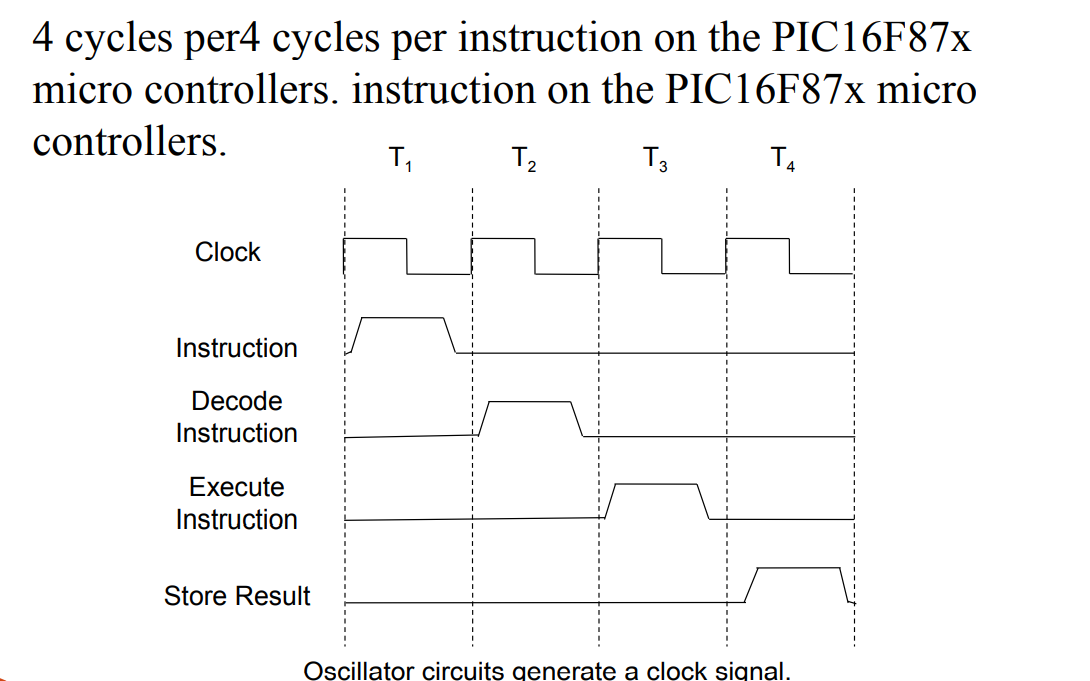 4 cycles per4 cycles per instruction on the PIC16F87x
micro controllers. instruction on the PIC16F87x micro
controllers.
T1 T2 T3 T4
Clock
Instruction
Decode
Instruction
Execute
Instruction
Store Result
Oscillator circuits generate a clock signal.